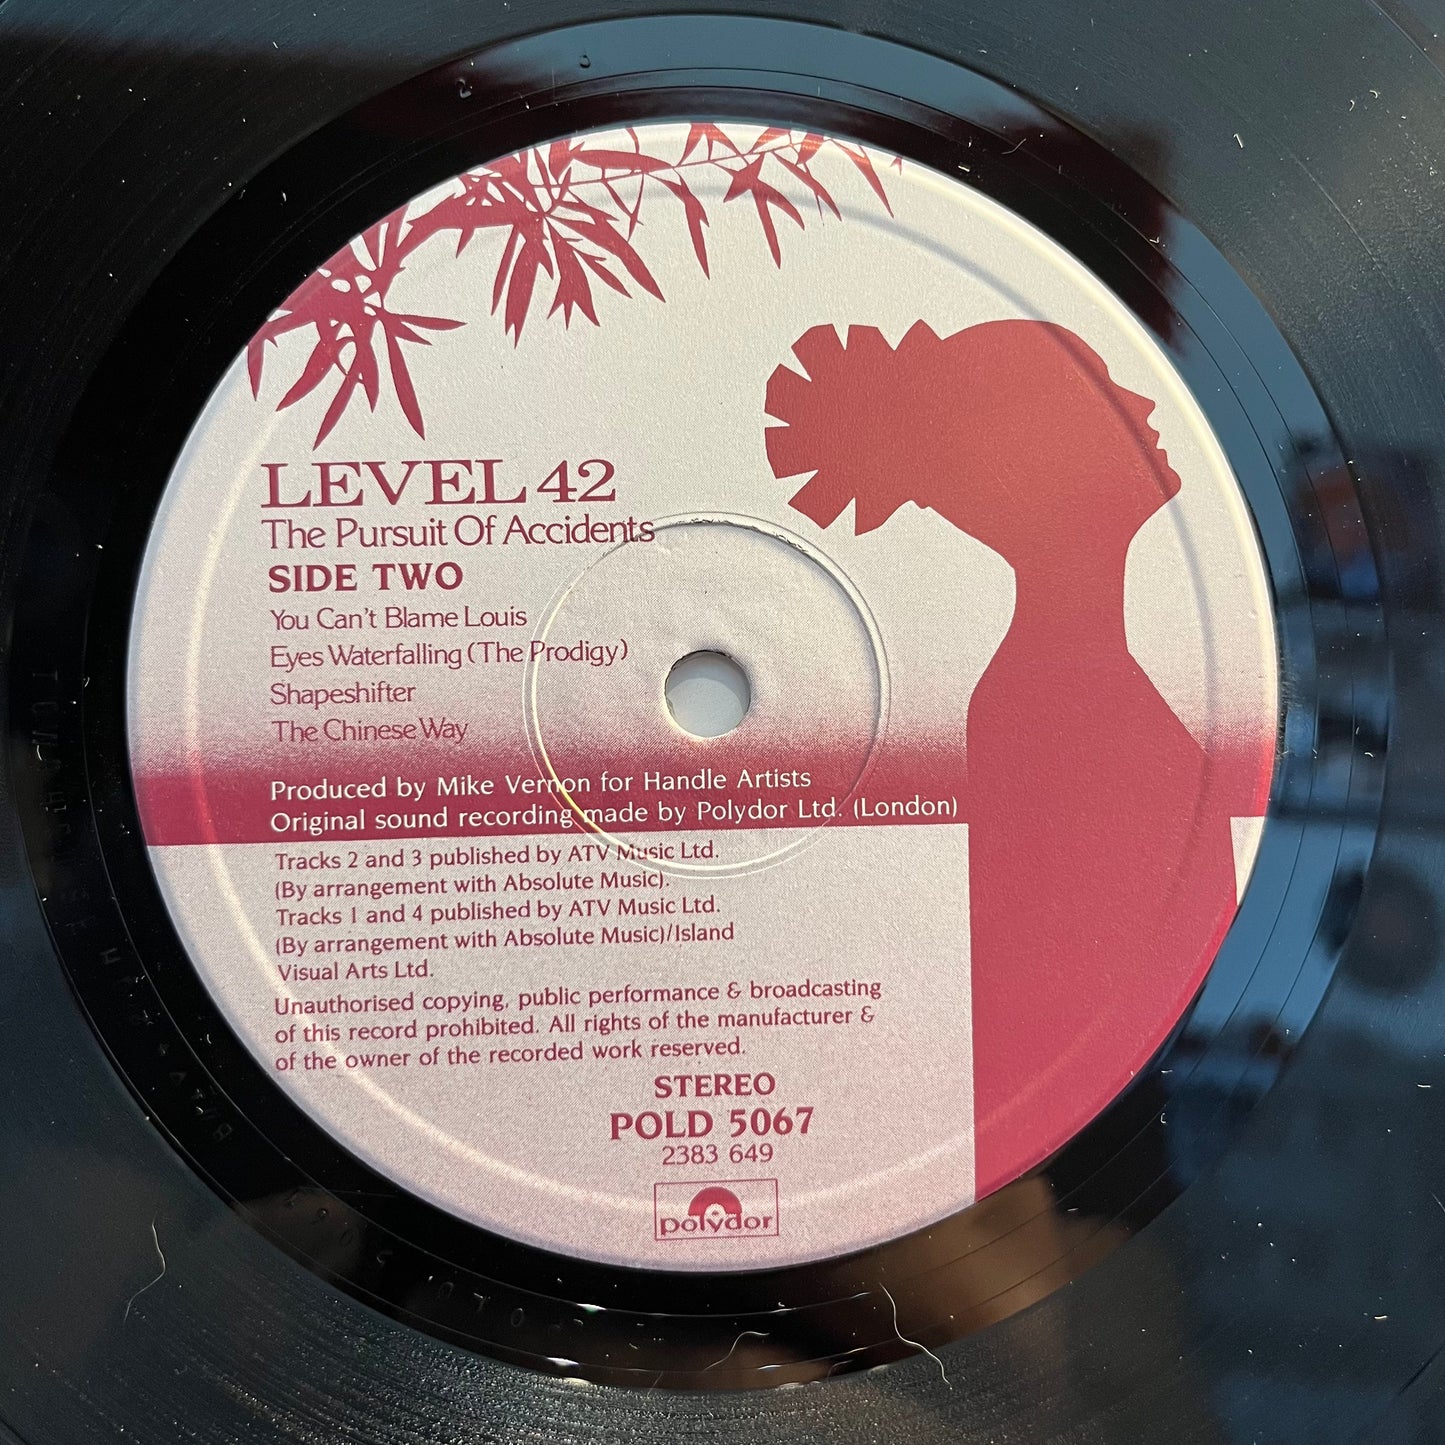 LEVEL 42
The Pursuit Of Accidents
SIDE TWO
You Can't Blame Louis
Eyes Waterfalling (The Prodigy)
Shapeshifter
The Chinese Way
Produced by Mike Vernon for Handle Artists
Original sound recording made by Polydor Ltd. (London)
Tracks 2 and 3 published by ATV Music Ltd.
(By arrangement with Absolute Music).
Tracks 1 and 4 published by ATV Music Ltd.
(By arrangement with Absolute Music)/Island
Visual Arts Ltd.
Unauthorised copying, public performance & broadcasting
of this record prohibited. All rights of the manufacturer &
of the owner of the recorded work reserved.
STEREO
POLD 5067
2383 649
polydor